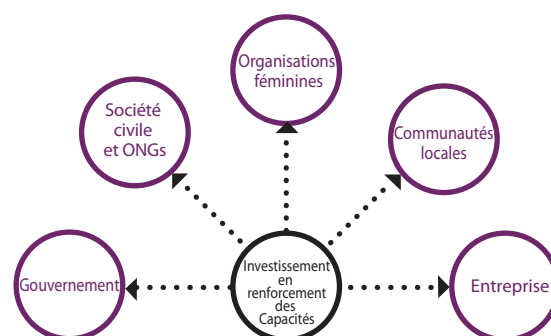 Organisations
féminines
Société
civile
et ONGs
Communautés
locales
Gouvernement
Investissement
en
renforcement
des
Capacités
Entreprise